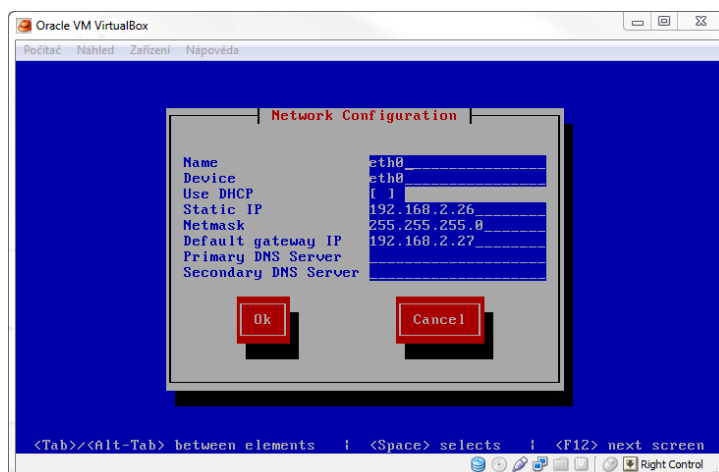 Oracle VM VirtualBox
Počítač Náhled Zařízení Nápověda
Network Configuration
Name eth0
Device eth0
Use DHCP [ ]
Static IP 192.168.2.26
Netmask 255.255.255.0
Default gateway IP 192.168.2.27
Primary DNS Server
Secondary DNS Server
Ok Cancel
<Tab>/<Alt-Tab> between elements | <Space> selects | <F12> next screen
Right Control